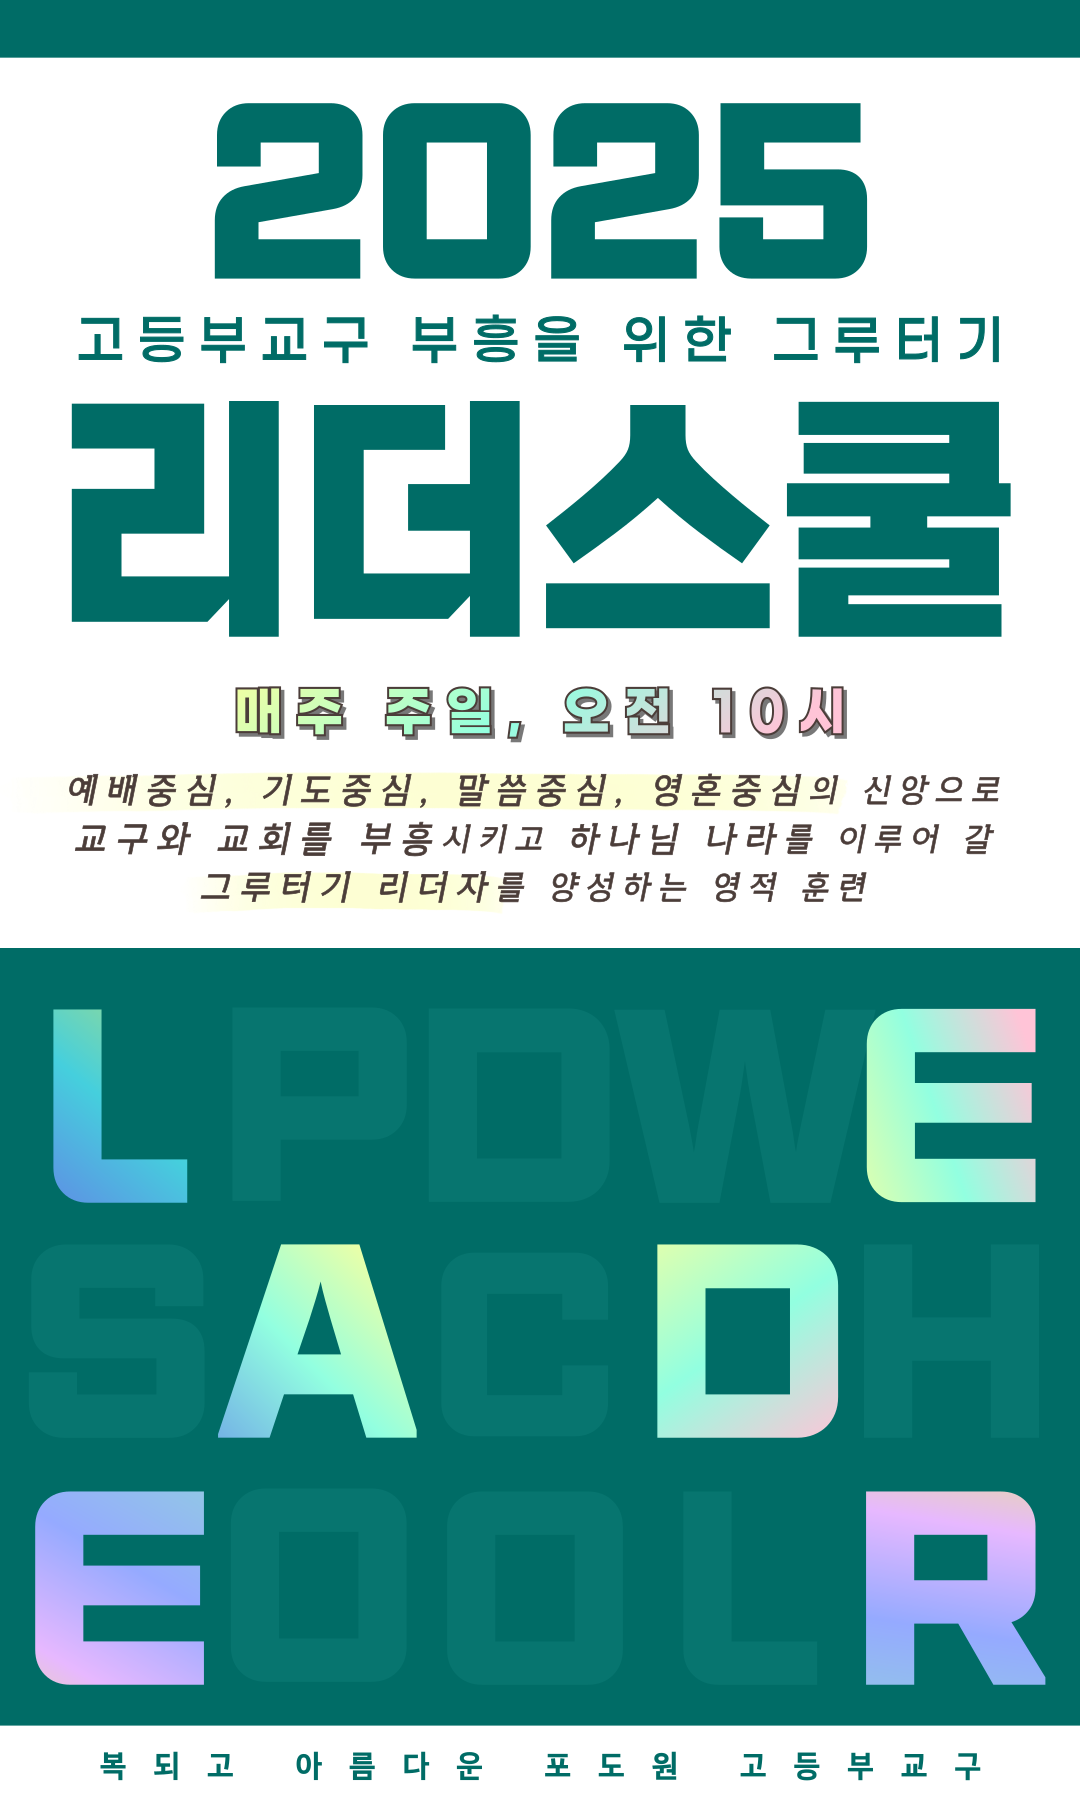 2025
고등부교구 부흥을 위한 그루터기
리더스쿨
매주 주일, 오전 10시
예배중심, 기도중심, 말씀중심, 영혼중심의 신앙으로
교구와 교회를 부흥시키고 하나님 나라를 이루어 갈
그루터기 리더자를 양성하는 영적 훈련
LPDWE
SACDH
EOOLR
복되고 아름다운 포도원 고등부교구